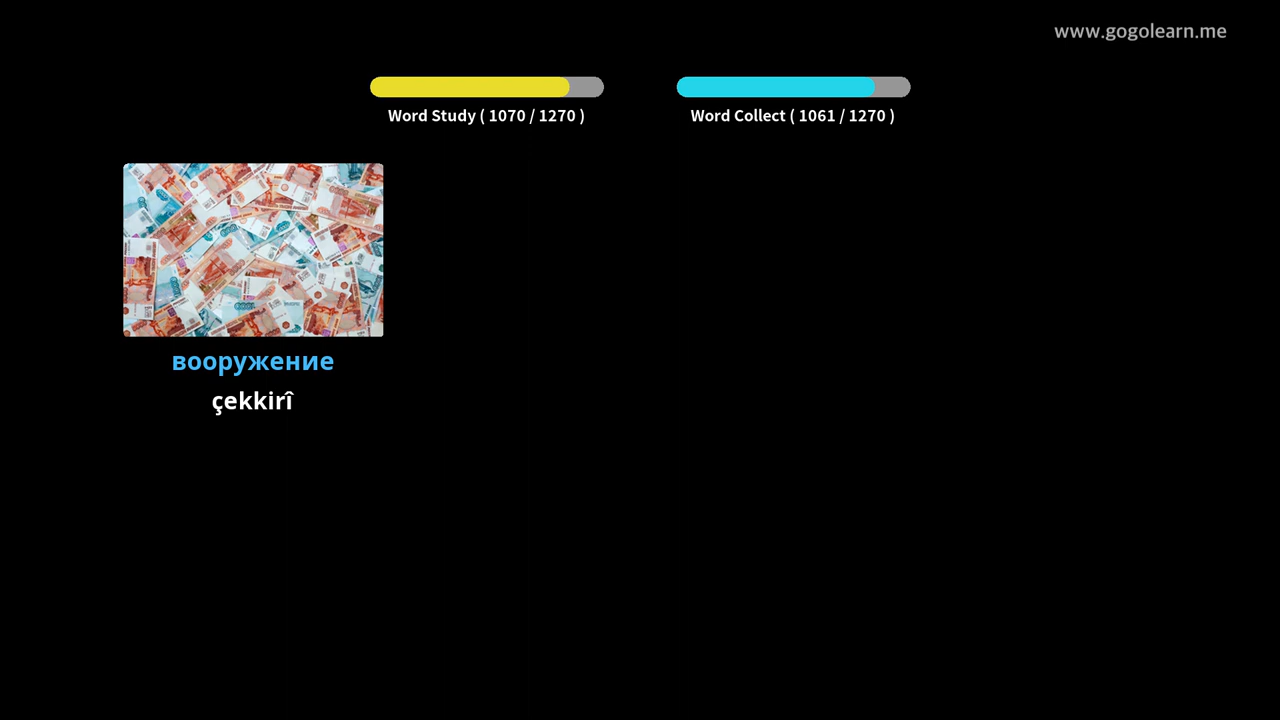 www.gogolearn.me
Word Study ( 1070 / 1270 )
Word Collect ( 1061 / 1270 )
вооружение
çekkirî